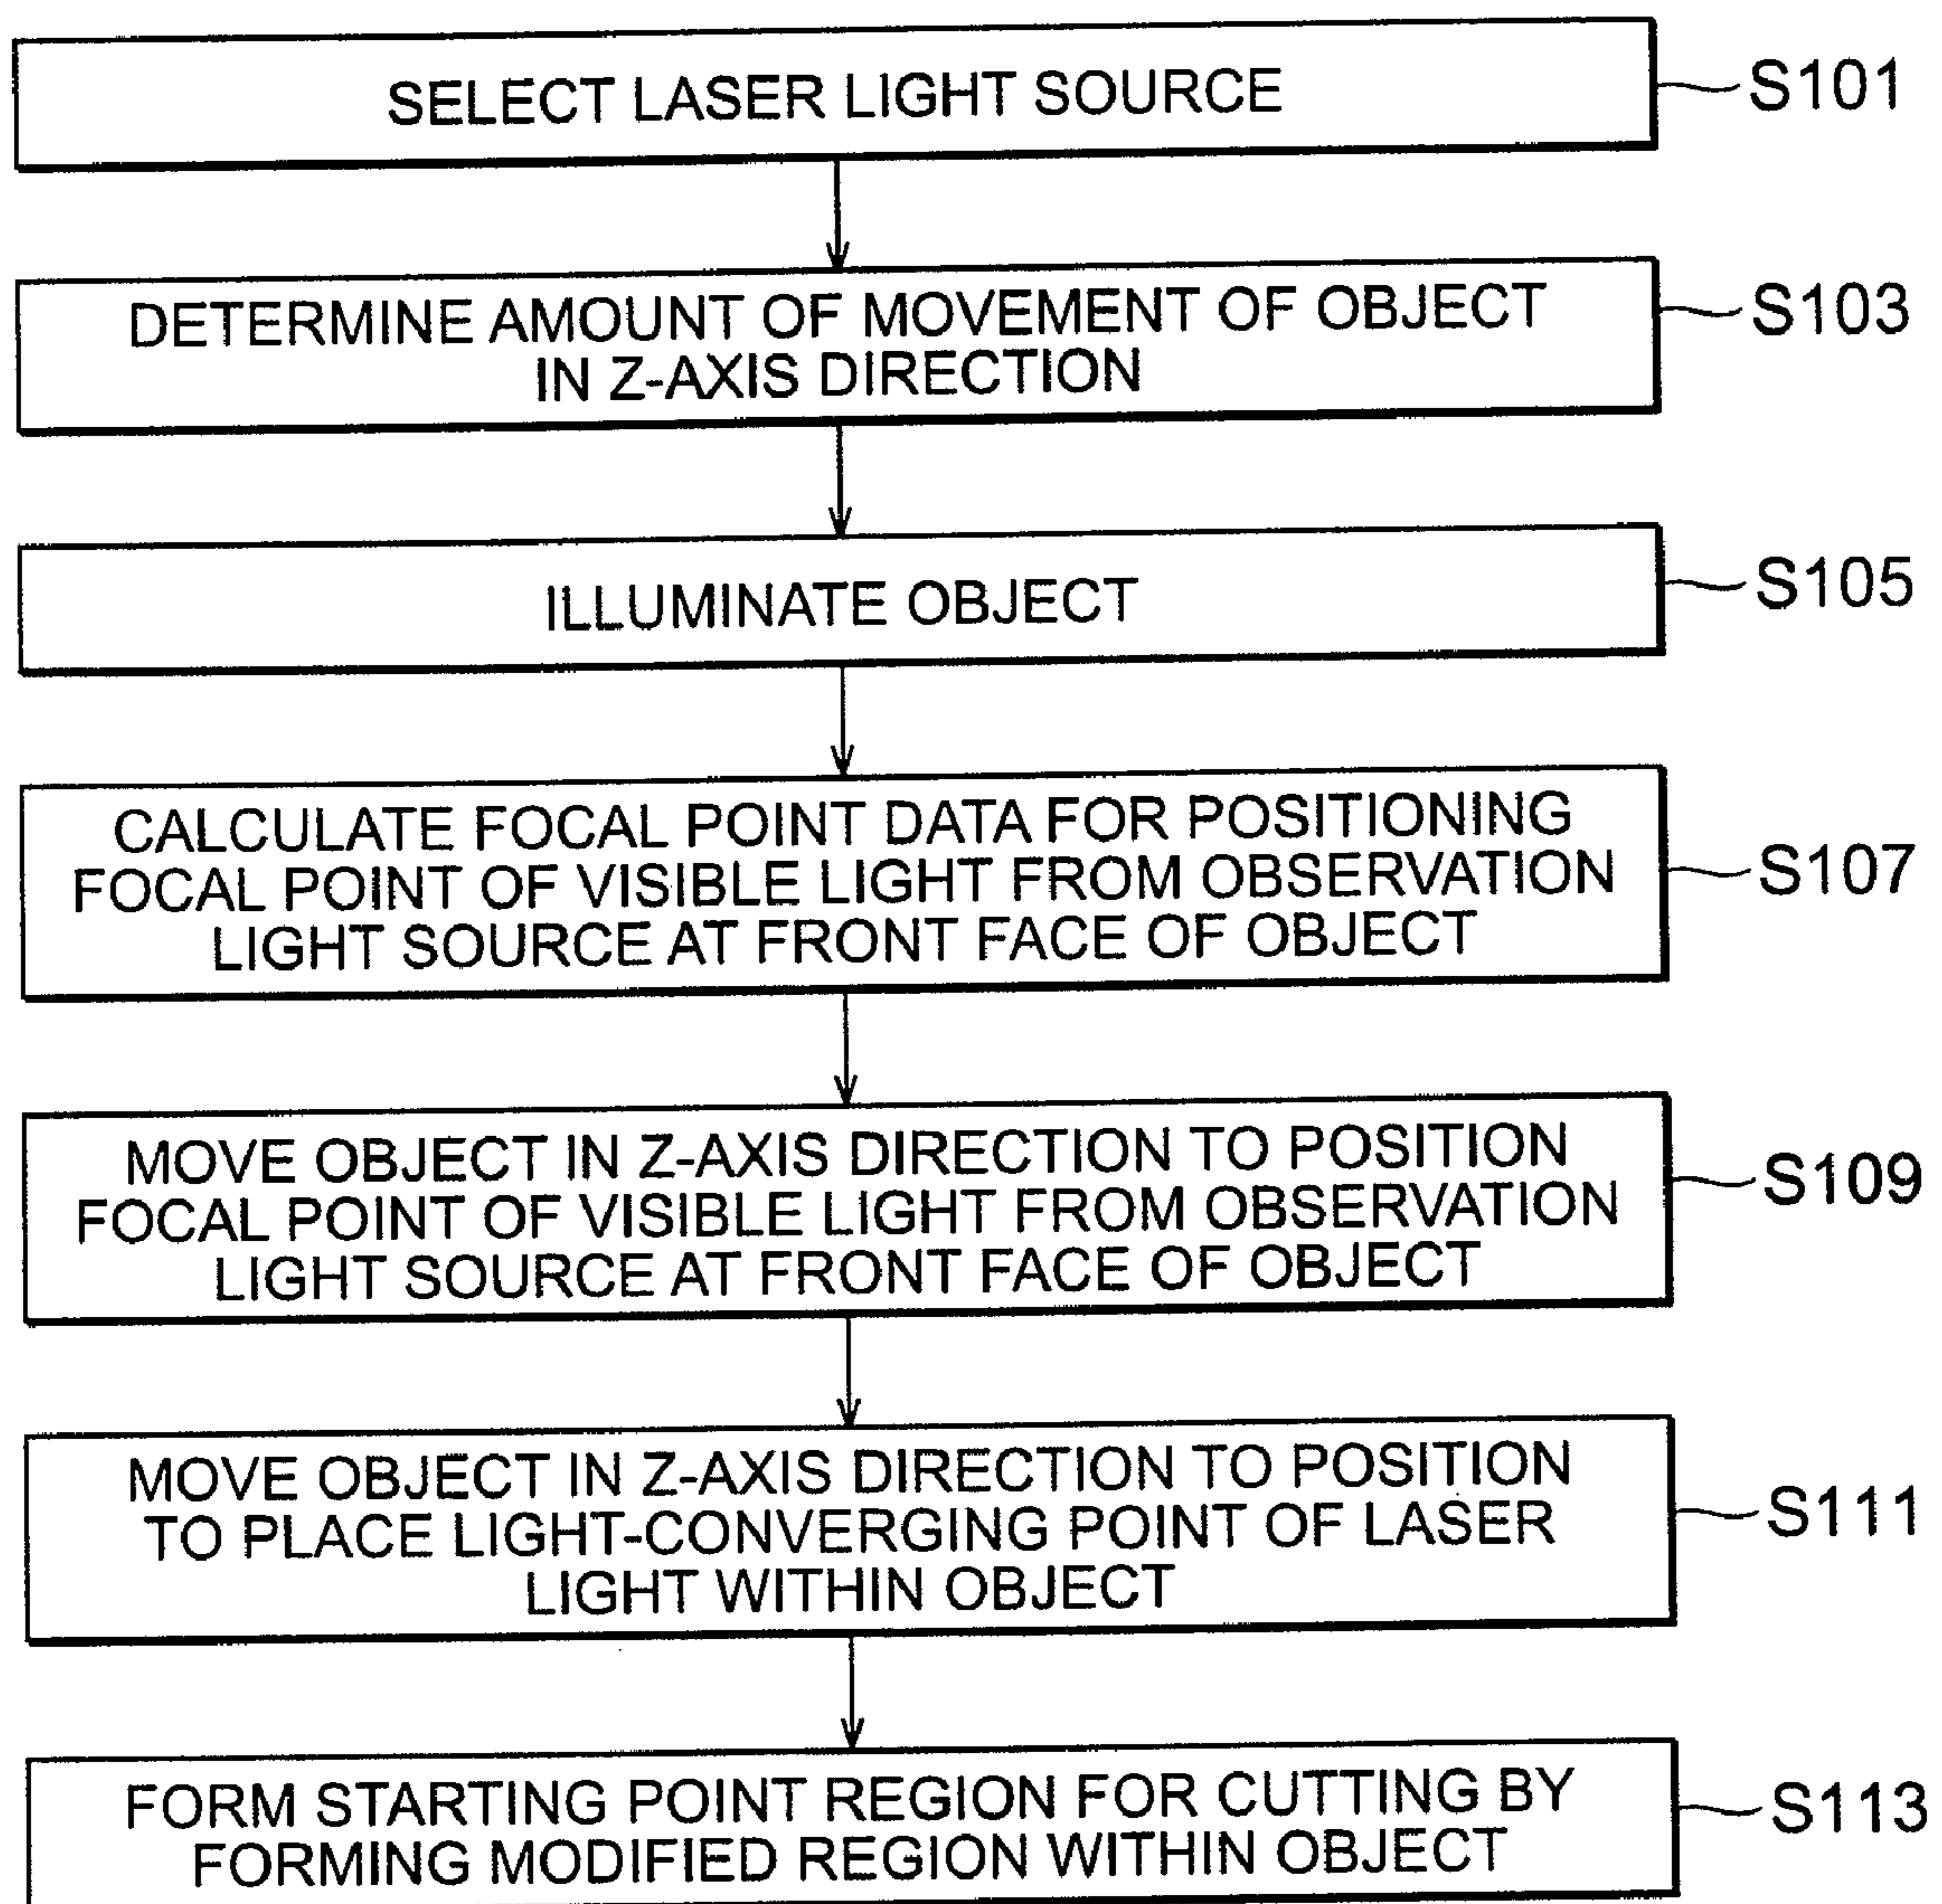 SELECT LASER LIGHT SOURCE
S101
DETERMINE AMOUNT OF MOVEMENT OF OBJECT
IN Z-AXIS DIRECTION
S103
ILLUMINATE OBJECT
S105
CALCULATE FOCAL POINT DATA FOR POSITIONING
FOCAL POINT OF VISIBLE LIGHT FROM OBSERVATION
LIGHT SOURCE AT FRONT FACE OF OBJECT
S107
MOVE OBJECT IN Z-AXIS DIRECTION TO POSITION
FOCAL POINT OF VISIBLE LIGHT FROM OBSERVATION
LIGHT SOURCE AT FRONT FACE OF OBJECT
S109
MOVE OBJECT IN Z-AXIS DIRECTION TO POSITION
TO PLACE LIGHT-CONVERGING POINT OF LASER
LIGHT WITHIN OBJECT
S111
FORM STARTING POINT REGION FOR CUTTING BY
FORMING MODIFIED REGION WITHIN OBJECT
S113